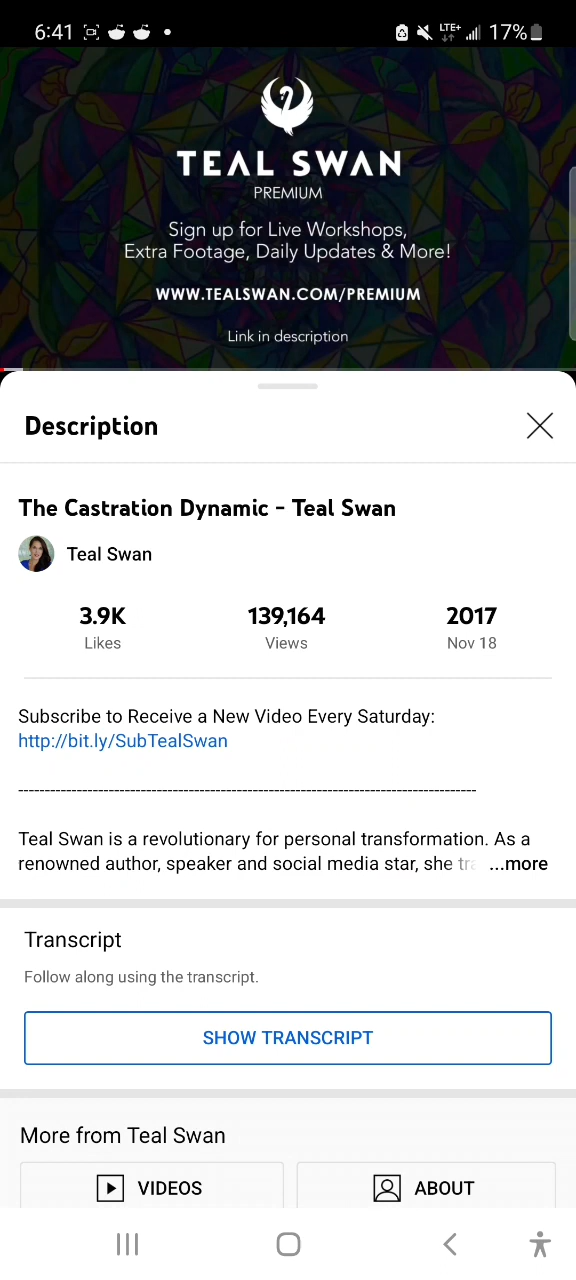 6:41
LTE+
17%
TEAL SWAN
PREMIUM
Sign up for Live Workshops,
Extra Footage, Daily Updates & More!
WWW.TEALSWAN.COM/PREMIUM
Link in description
Description
The Castration Dynamic - Teal Swan
Teal Swan
3.9K 139,164 2017
Likes Views Nov 18
Subscribe to Receive a New Video Every Saturday:
http://bit.ly/SubTealSwan
----------------------------------------------------------------------------------------
Teal Swan is a revolutionary for personal transformation. As a
renowned author, speaker and social media star, she ...more
Transcript
Follow along using the transcript.
SHOW TRANSCRIPT
More from Teal Swan
VIDEOS ABOUT